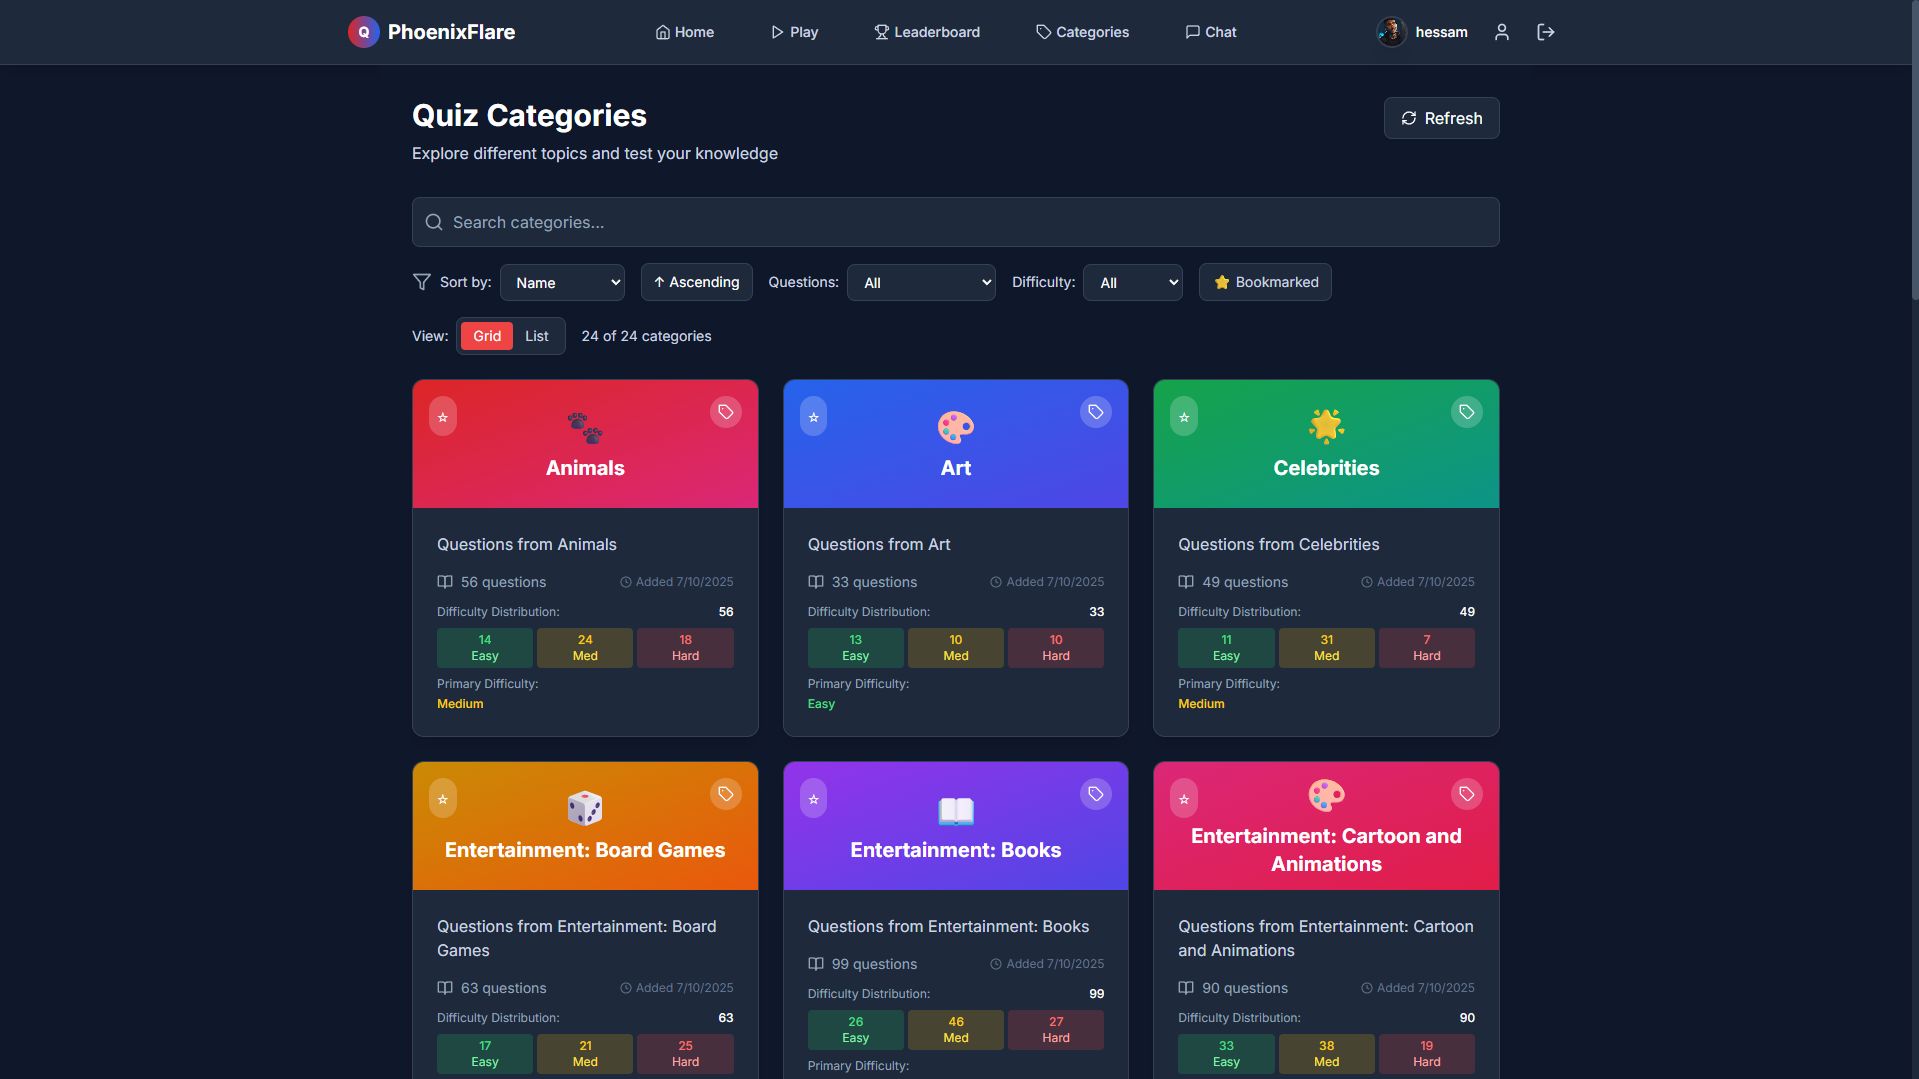 Q PhoenixFlare
Home
Play
Leaderboard
Categories
Chat
hessam
Quiz Categories
Refresh
Explore different topics and test your knowledge
Search categories...
Sort by: Name ↑ Ascending Questions: All Difficulty: All Bookmarked
View: Grid List 24 of 24 categories
Animals
Questions from Animals
56 questions Added 7/10/2025
Difficulty Distribution: 56
14 24 18
Easy Med Hard
Primary Difficulty:
Medium
Art
Questions from Art
33 questions Added 7/10/2025
Difficulty Distribution: 33
13 10 10
Easy Med Hard
Primary Difficulty:
Easy
Celebrities
Questions from Celebrities
49 questions Added 7/10/2025
Difficulty Distribution: 49
11 31 7
Easy Med Hard
Primary Difficulty:
Medium
Entertainment: Board Games
Questions from Entertainment: Board
Games
63 questions Added 7/10/2025
Difficulty Distribution: 63
17 21 25
Easy Med Hard
Entertainment: Books
Questions from Entertainment: Books
99 questions Added 7/10/2025
Difficulty Distribution: 99
26 46 27
Easy Med Hard
Primary Difficulty:
Entertainment: Cartoon and
Animations
Questions from Entertainment: Cartoon
and Animations
90 questions Added 7/10/2025
Difficulty Distribution: 90
33 38 19
Easy Med Hard